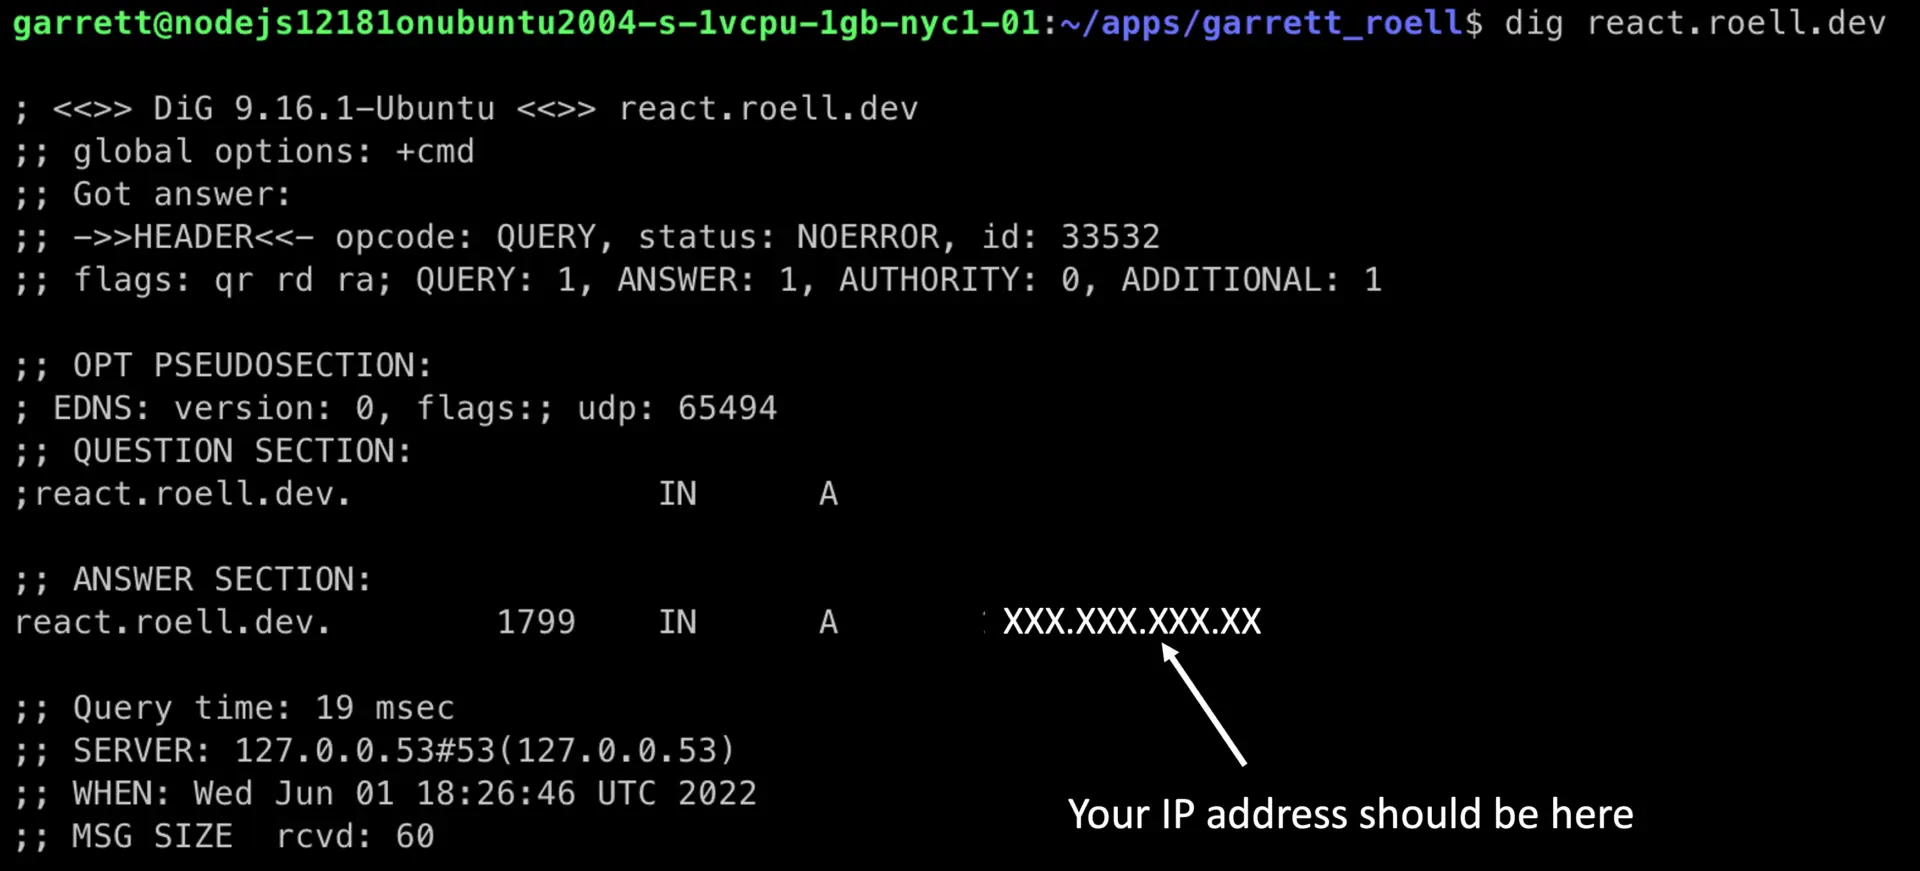 garrett@nodejs12181onubuntu2004-s-1vcpu-1gb-nyc1-01:~/apps/garrett_roell$ dig react.roell.dev
; <<>> DiG 9.16.1-Ubuntu <<>> react.roell.dev
;; global options: +cmd
;; Got answer:
;; ->>HEADER<<- opcode: QUERY, status: NOERROR, id: 33532
;; flags: qr rd ra; QUERY: 1, ANSWER: 1, AUTHORITY: 0, ADDITIONAL: 1
;; OPT PSEUDOSECTION:
; EDNS: version: 0, flags:; udp: 65494
;; QUESTION SECTION:
;react.roell.dev. IN A
;; ANSWER SECTION:
react.roell.dev. 1799 IN A XXX.XXX.XXX.XX
;; Query time: 19 msec
;; SERVER: 127.0.0.53#53(127.0.0.53)
;; WHEN: Wed Jun 01 18:26:46 UTC 2022
Your IP address should be here
;; MSG SIZE rcvd: 60